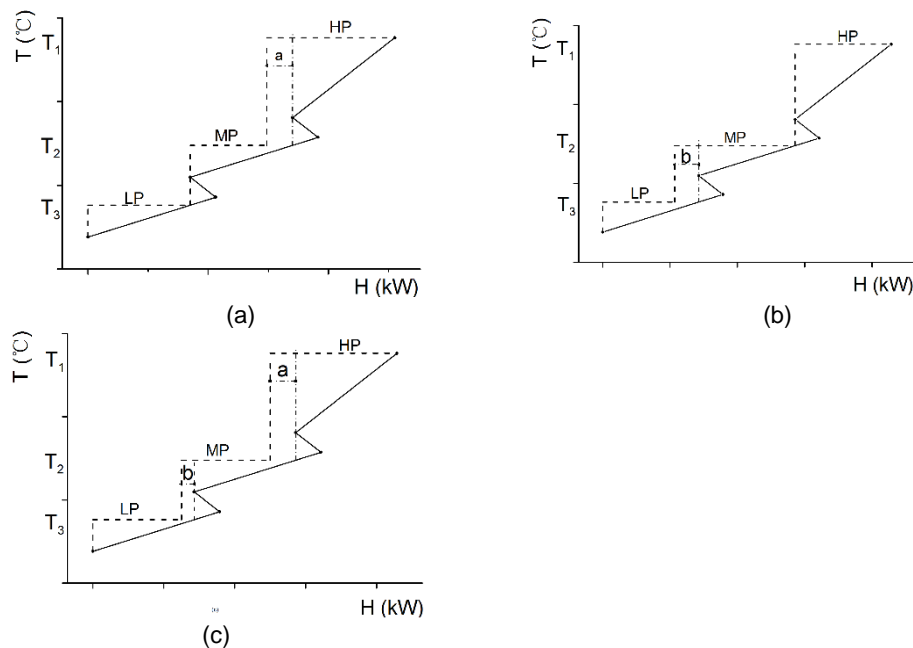 T (℃)
T1
HP
a
MP
T2
LP
T3
H (kW)
(a)
T (℃)
T1
HP
MP
T2
b
LP
T3
H (kW)
(b)
T (℃)
T1
HP
a
MP
T2
b
LP
T3
H (kW)
(c)